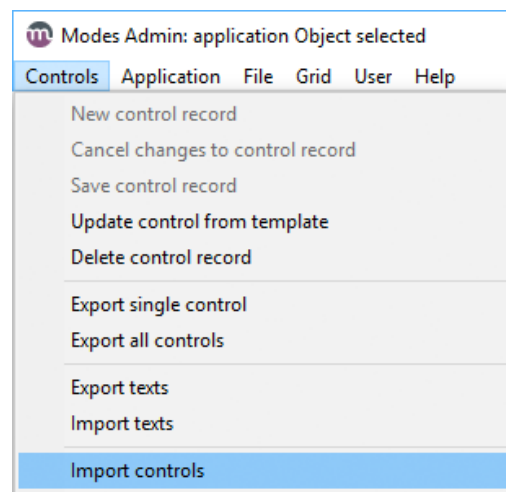 Modes Admin: application Object selected
Controls Application File Grid User Help
New control record
Cancel changes to control record
Save control record
Update control from template
Delete control record
Export single control
Export all controls
Export texts
Import texts
Import controls